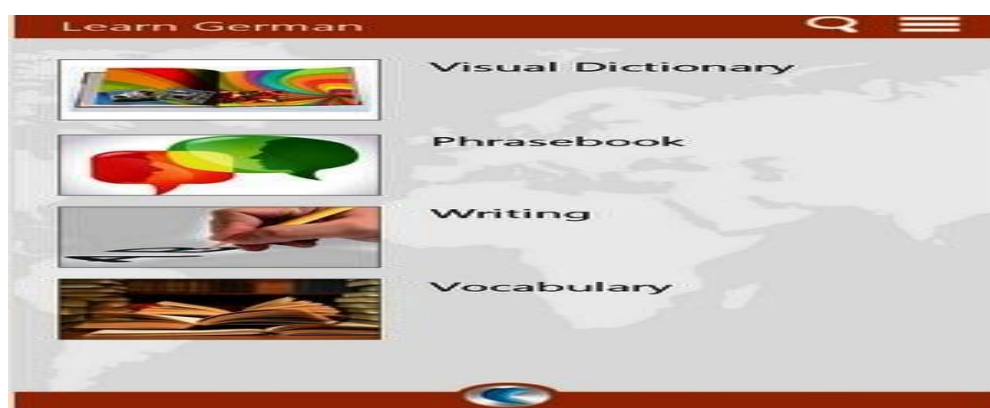 Learn German
Visual Dictionary
Phrasebook
Writing
Vocabulary